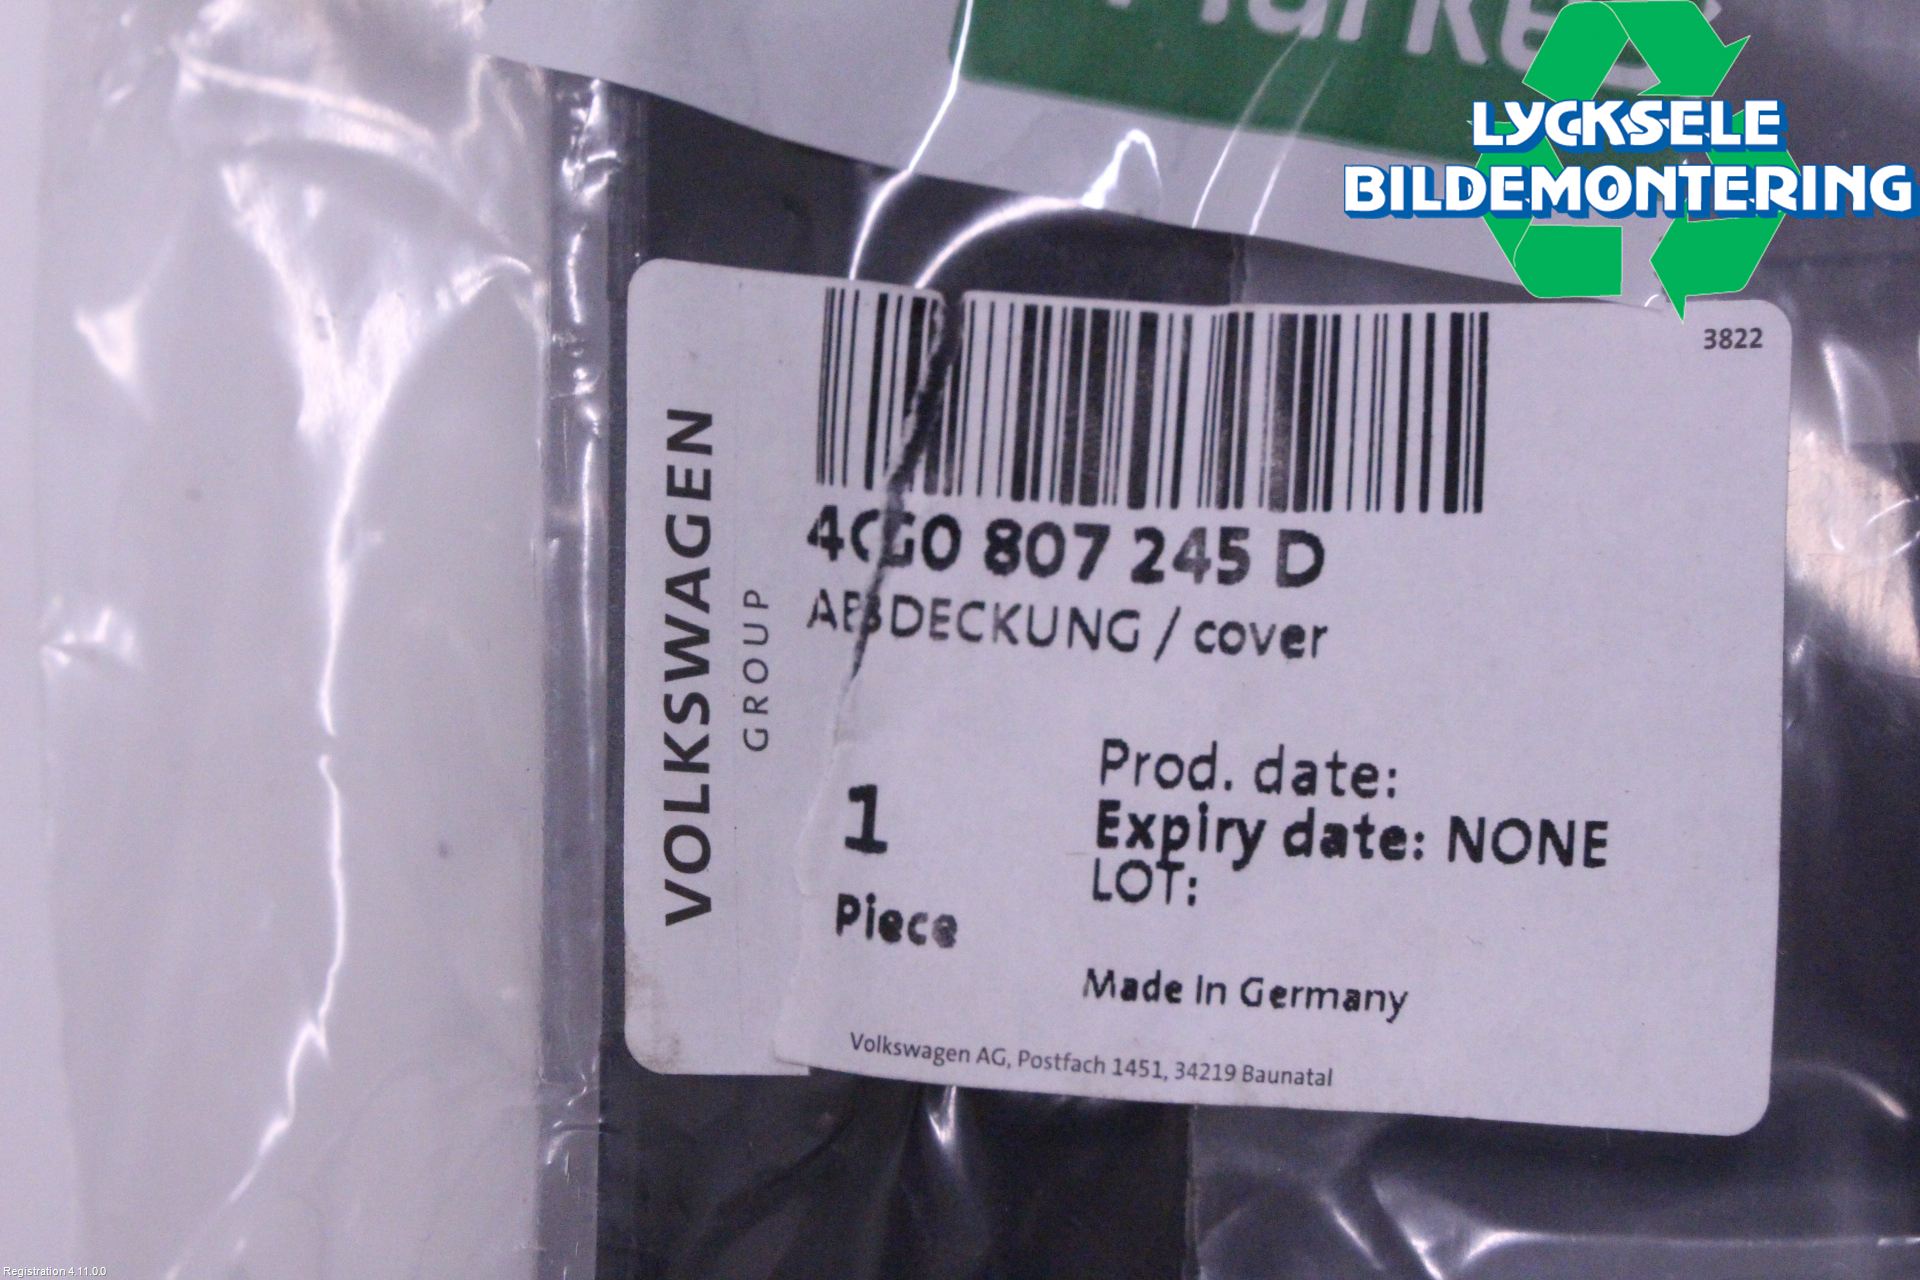 LYCKSELE
BILDEMONTERING
3822
VOLKSWAGEN
GROUP
4G0 807 245 D
ABDECKUNG / cover
1
Piece
Prod. date:
Expiry date: NONE
LOT:
Made In Germany
Volkswagen AG, Postfach 1451, 34219 Baunatal
Registration 4.11.0.0